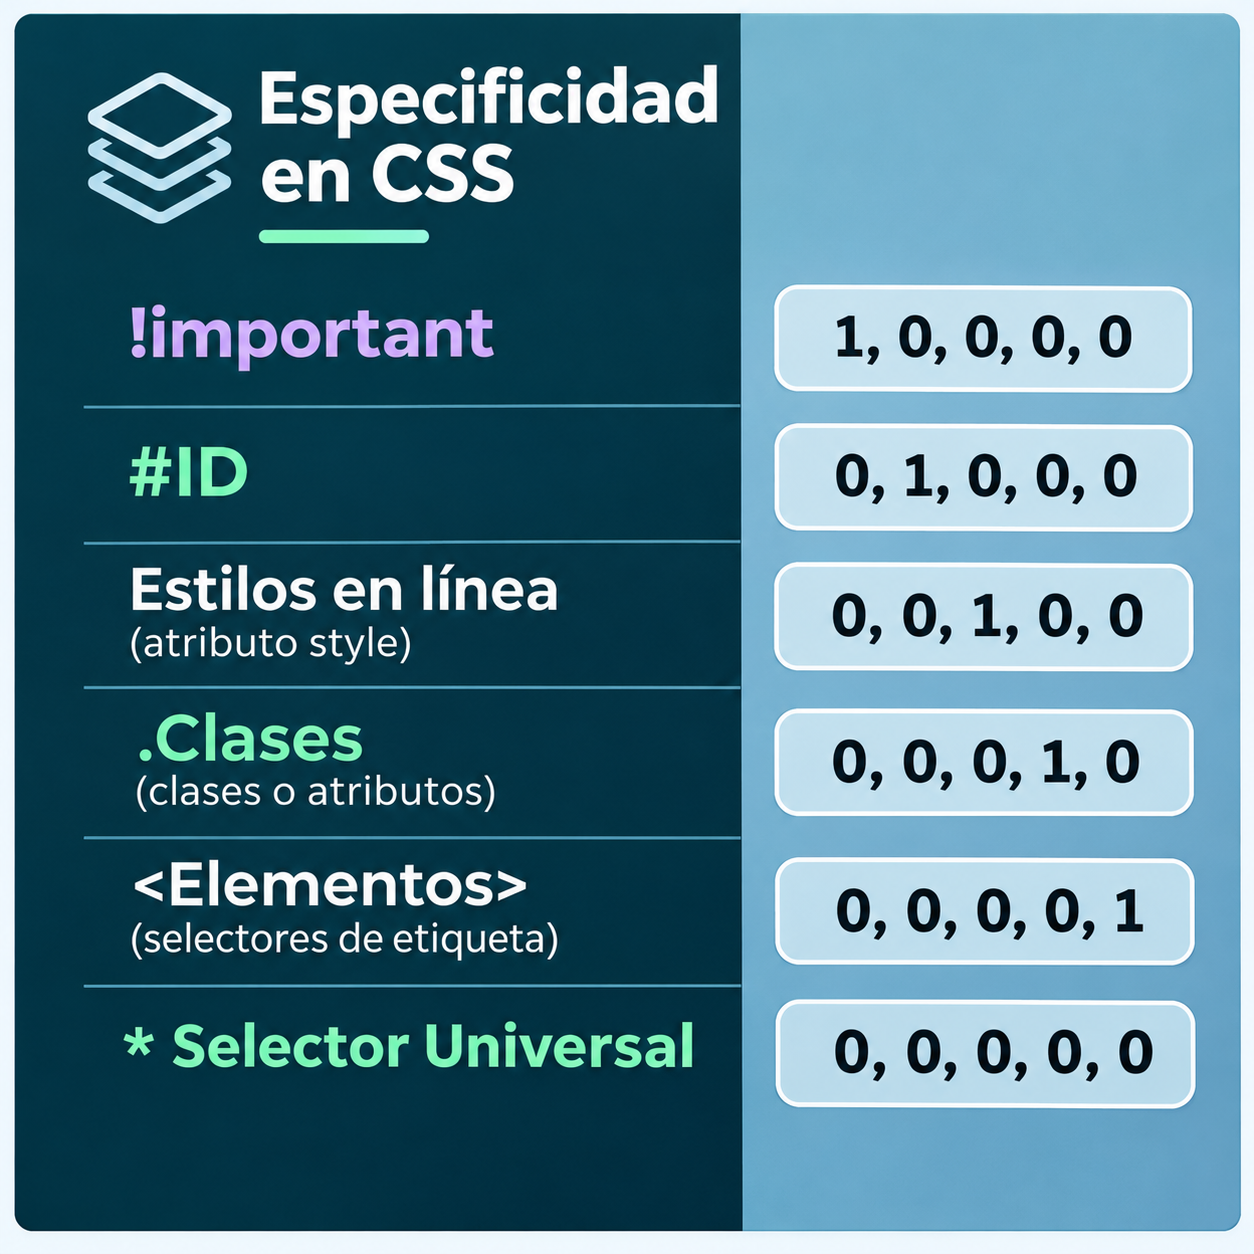 Especificidad
en CSS
!important
1, 0, 0, 0, 0
#ID
0, 1, 0, 0, 0
Estilos en línea
(atributo style)
0, 0, 1, 0, 0
.Clases
(clases o atributos)
0, 0, 0, 1, 0
<Elementos>
(selectores de etiqueta)
0, 0, 0, 0, 1
* Selector Universal
0, 0, 0, 0, 0